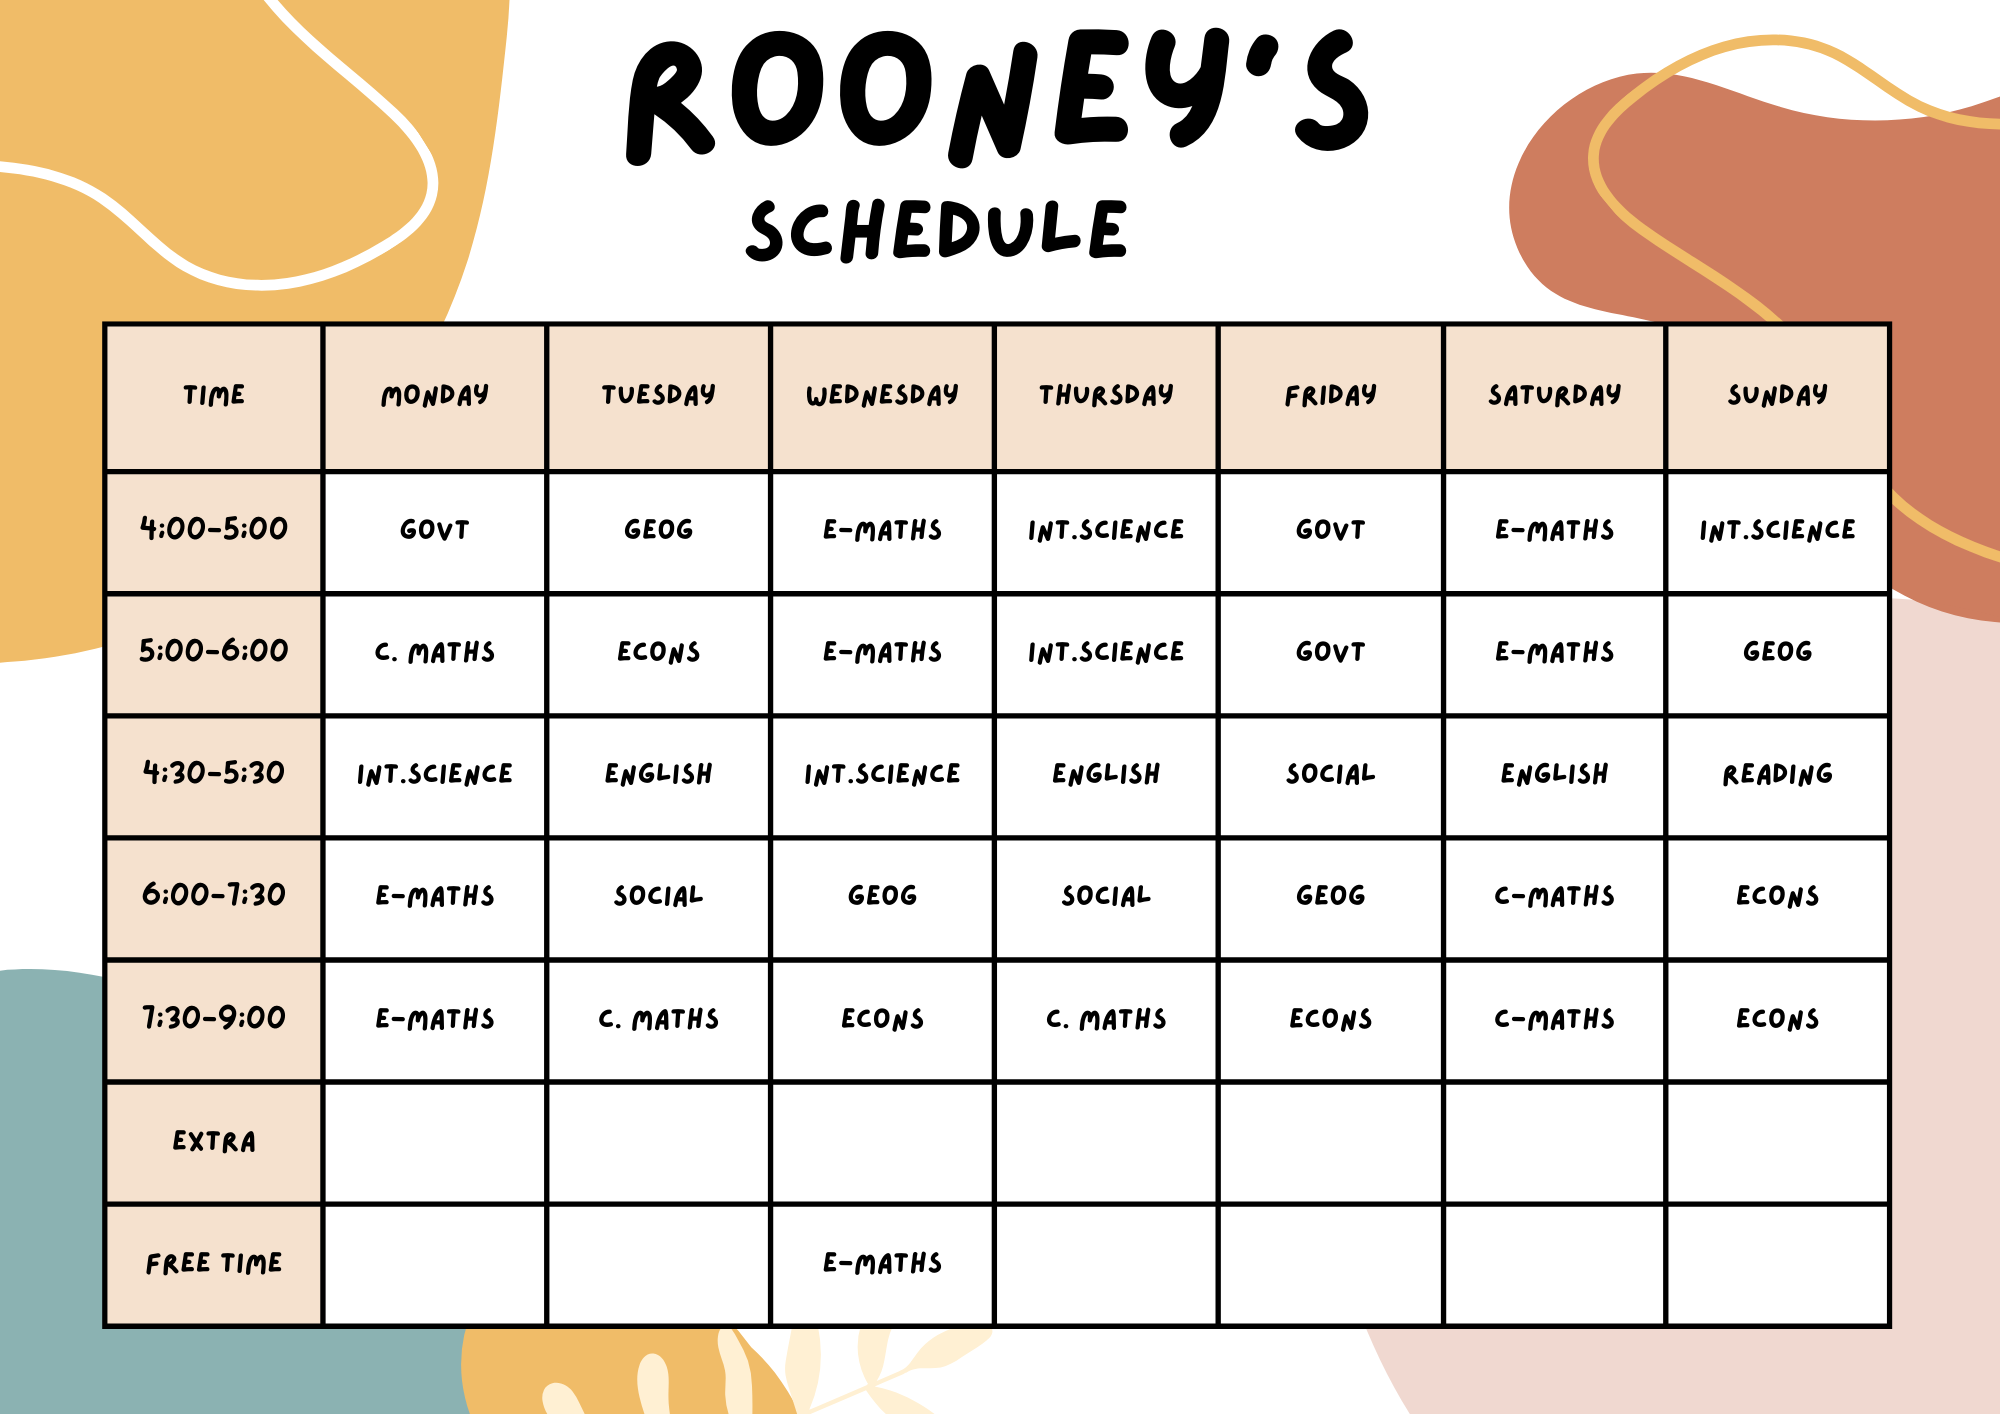 ROONEY'S
SCHEDULE
TIME MONDAY TUESDAY WEDNESDAY THURSDAY FRIDAY SATURDAY SUNDAY
4:00-5:00 GOVT GEOG E-MATHS INT.SCIENCE GOVT E-MATHS INT.SCIENCE
5:00-6:00 C. MATHS ECONS E-MATHS INT.SCIENCE GOVT E-MATHS GEOG
4:30-5:30 INT.SCIENCE ENGLISH INT.SCIENCE ENGLISH SOCIAL ENGLISH READING
6:00-7:30 E-MATHS SOCIAL GEOG SOCIAL GEOG C-MATHS ECONS
7:30-9:00 E-MATHS C. MATHS ECONS C. MATHS ECONS C-MATHS ECONS
EXTRA
FREE TIME E-MATHS